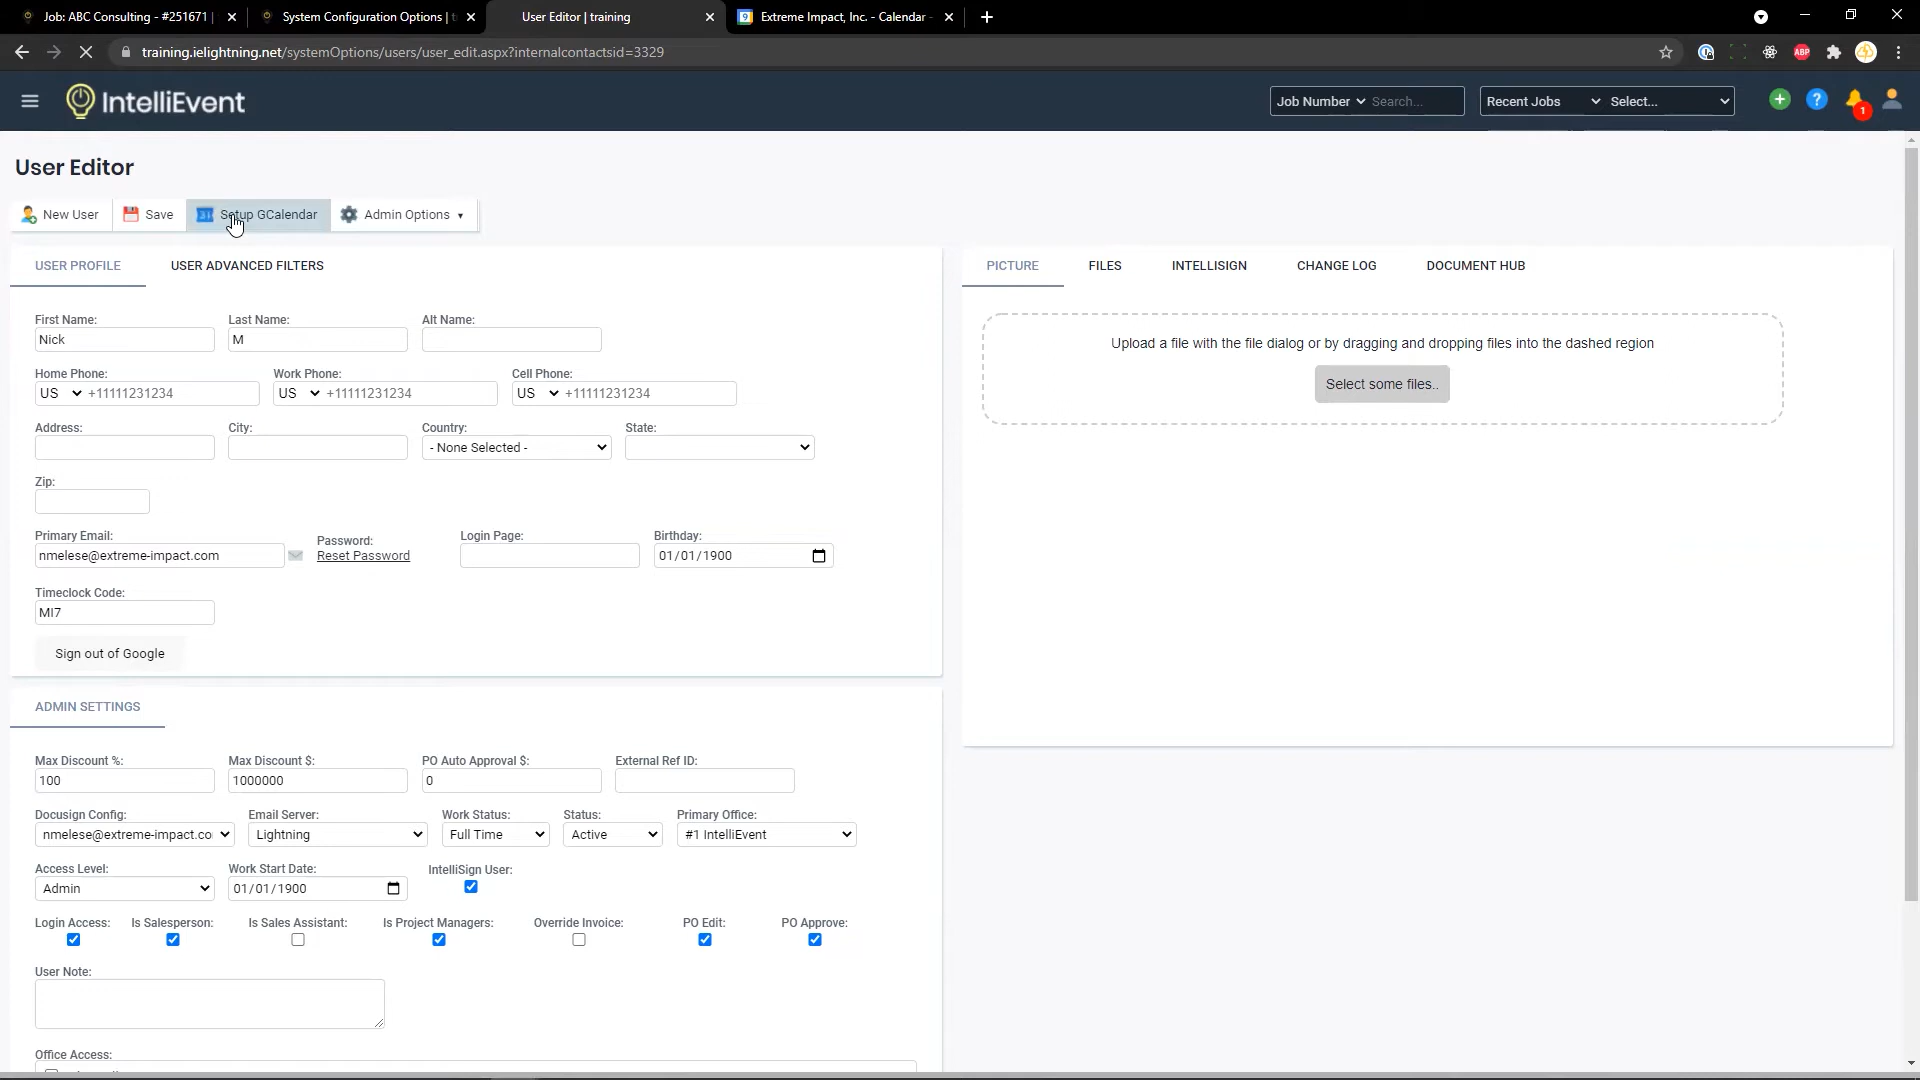 Job: ABC Consulting - #251671 |
System Configuration Options | t
User Editor | training
Extreme Impact, Inc. - Calendar -
training.ielightning.net/systemOptions/users/user_edit.aspx?internalcontactsid=3329
ABP
IntelliEvent
Job Number
Search...
Recent Jobs
Select...
1
User Editor
New User
Save
Setup GCalendar
Admin Options
USER PROFILE
USER ADVANCED FILTERS
PICTURE
FILES
INTELLISIGN
CHANGE LOG
DOCUMENT HUB
First Name:
Last Name:
Alt Name:
Nick
M
Upload a file with the file dialog or by dragging and dropping files into the dashed region
Select some files..
Home Phone:
Work Phone:
Cell Phone:
US +11111231234
US +11111231234
US +11111231234
Address:
City:
Country:
State:
- None Selected -
Zip:
Primary Email:
Password:
Login Page:
Birthday:
nmelese@extreme-impact.com
Reset Password
01/01/1900
Timeclock Code:
MI7
Sign out of Google
ADMIN SETTINGS
Max Discount %:
Max Discount $:
PO Auto Approval $:
External Ref ID:
100
1000000
0
Docusign Config:
Email Server:
Work Status:
Status:
Primary Office:
nmelese@extreme-impact.co
Lightning
Full Time
Active
#1 IntelliEvent
Access Level:
Work Start Date:
IntelliSign User:
Admin
01/01/1900
Login Access:
Is Salesperson:
Is Sales Assistant:
Is Project Managers:
Override Invoice:
PO Edit:
PO Approve:
User Note:
Office Access: